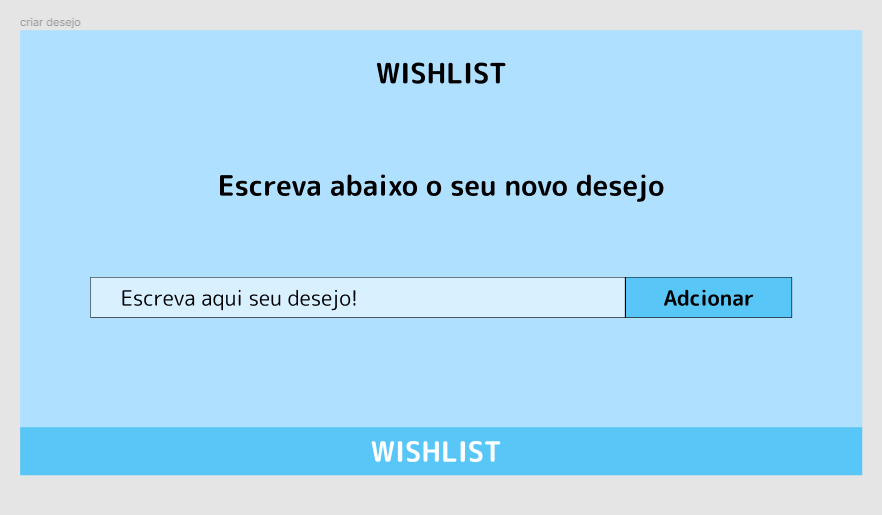 criar desejo
WISHLIST
Escreva abaixo o seu novo desejo
Escreva aqui seu desejo!
Adcionar
WISHLIST